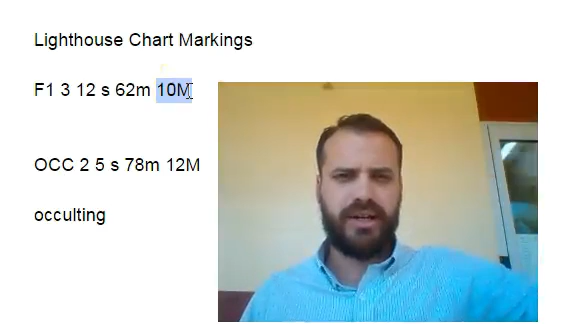 Lighthouse Chart Markings
F1 3 12 s 62m 10M
OCC 2 5 s 78m 12M
occulting